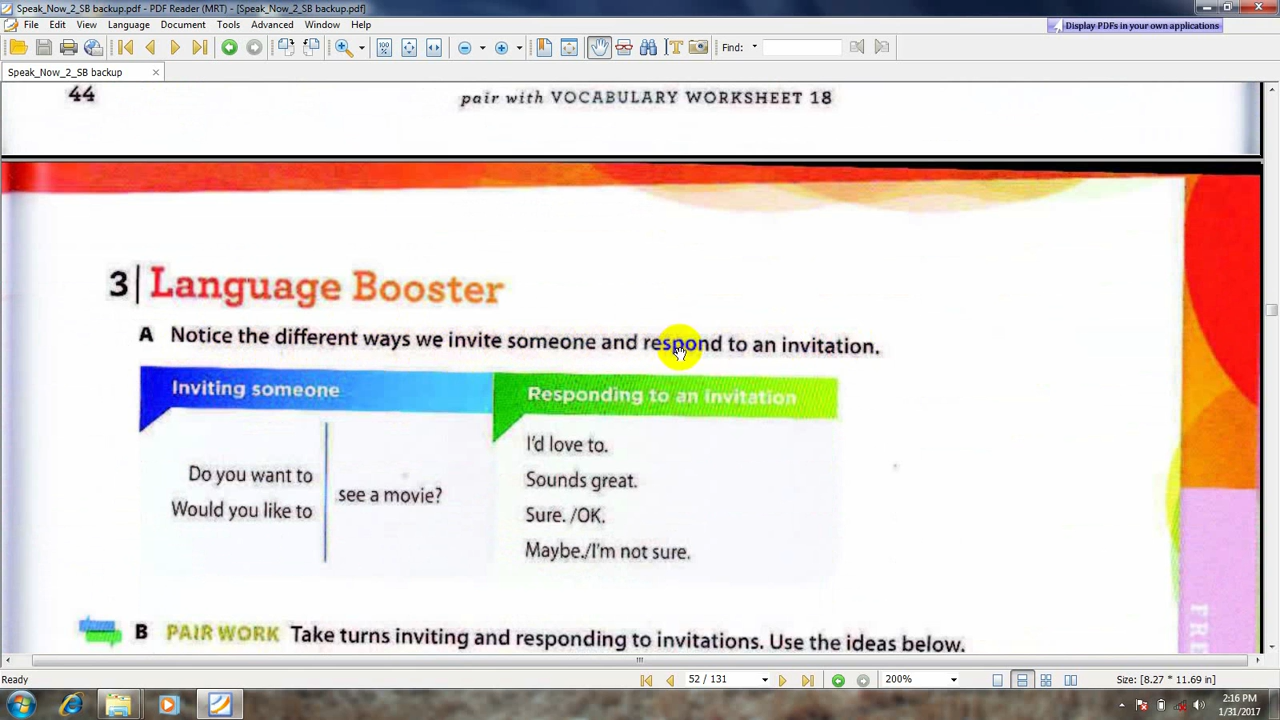 Speak_Now_2_SB backup.pdf - PDF Reader (MRT) - [Speak_Now_2_SB backup.pdf]
File Edit View Language Document Tools Advanced Window Help
Display PDFs in your own applications
Find:
Speak_Now_2_SB backup
44
pair with VOCABULARY WORKSHEET 18
3 Language Booster
A Notice the different ways we invite someone and respond to an invitation.
Inviting someone
Responding to an invitation
Do you want to
Would you like to
see a movie?
I'd love to.
Sounds great.
Sure. /OK.
Maybe./I'm not sure.
B PAIR WORK Take turns inviting and responding to invitations. Use the ideas below.
Ready
52 / 131
200%
Size: [8.27 * 11.69 in]
2:16 PM
1/31/2017